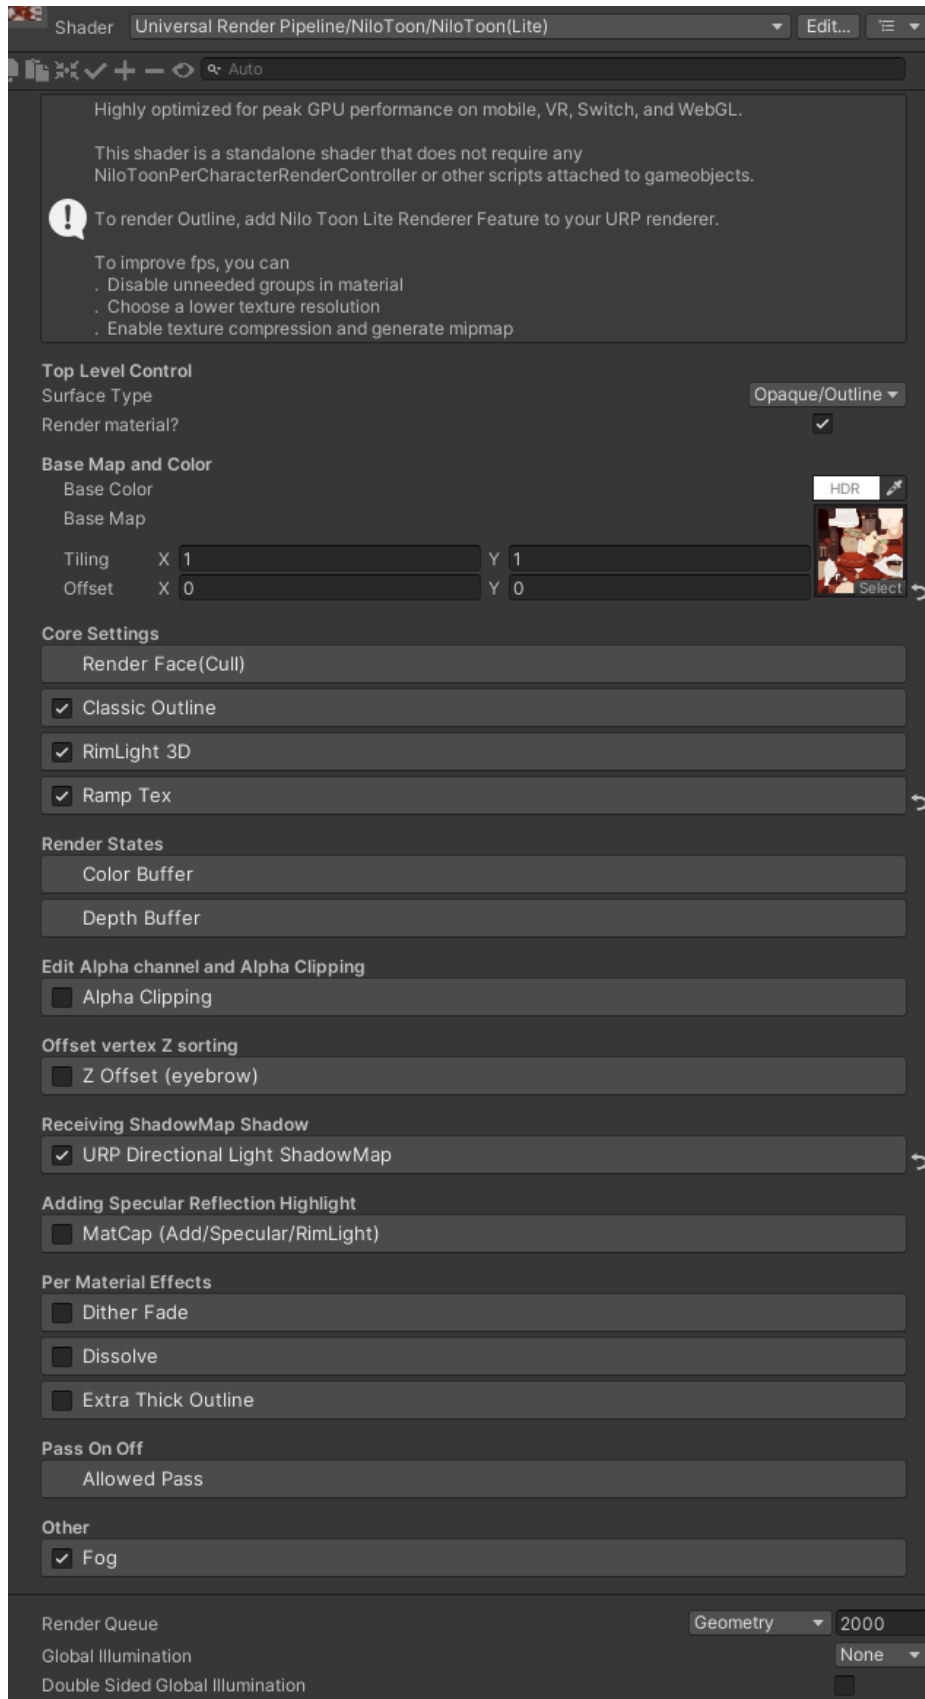 Shader Universal Render Pipeline/NiloToon/NiloToon(Lite) Edit...
Auto
Highly optimized for peak GPU performance on mobile, VR, Switch, and WebGL.
This shader is a standalone shader that does not require any
NiloToonPerCharacterRenderController or other scripts attached to gameobjects.
To render Outline, add Nilo Toon Lite Renderer Feature to your URP renderer.
To improve fps, you can
. Disable unneeded groups in material
. Choose a lower texture resolution
. Enable texture compression and generate mipmap
Top Level Control
Surface Type Opaque/Outline
Render material?
Base Map and Color
Base Color HDR
Base Map
Tiling X 1 Y 1
Offset X 0 Y 0 Select
Core Settings
Render Face(Cull)
Classic Outline
RimLight 3D
Ramp Tex
Render States
Color Buffer
Depth Buffer
Edit Alpha channel and Alpha Clipping
Alpha Clipping
Offset vertex Z sorting
Z Offset (eyebrow)
Receiving ShadowMap Shadow
URP Directional Light ShadowMap
Adding Specular Reflection Highlight
MatCap (Add/Specular/RimLight)
Per Material Effects
Dither Fade
Dissolve
Extra Thick Outline
Pass On Off
Allowed Pass
Other
Fog
Render Queue Geometry 2000
Global Illumination None
Double Sided Global Illumination